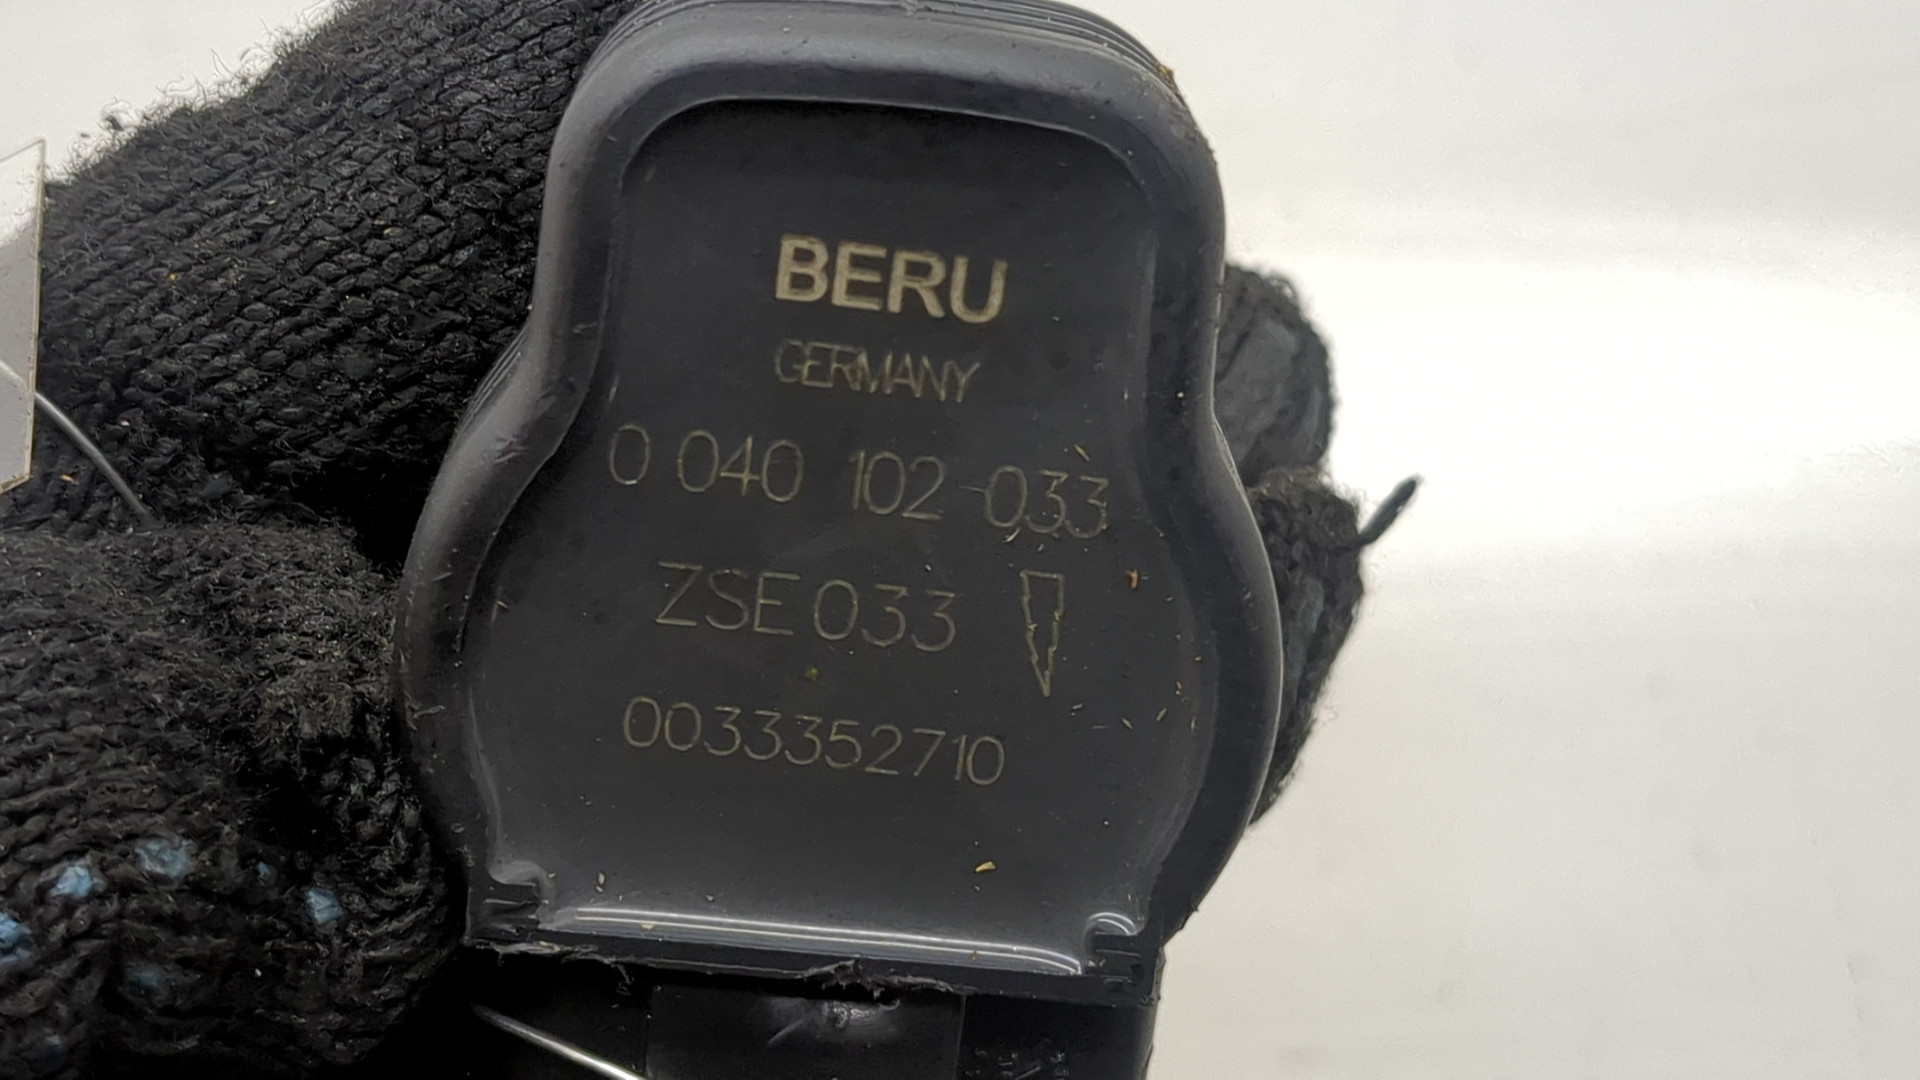 BERU
GERMANY
0 040 102 033
ZSE 033
0033352710